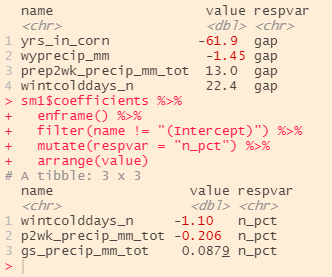 name value respvar
<chr> <dbl> <chr>
1 yrs_in_corn -61.9 gap
2 wyprecip_mm -1.45 gap
3 prep2wk_precip_mm_tot 13.0 gap
4 wintcolddays_n 22.4 gap
> sm1$coefficients %>%
+ enframe() %>%
+ filter(name != "(Intercept)") %>%
+ mutate(respvar = "n_pct") %>%
+ arrange(value)
# A tibble: 3 x 3
name value respvar
<chr> <dbl> <chr>
1 wintcolddays_n -1.10 n_pct
2 p2wk_precip_mm_tot -0.206 n_pct
3 gs_precip_mm_tot 0.0879 n_pct
>